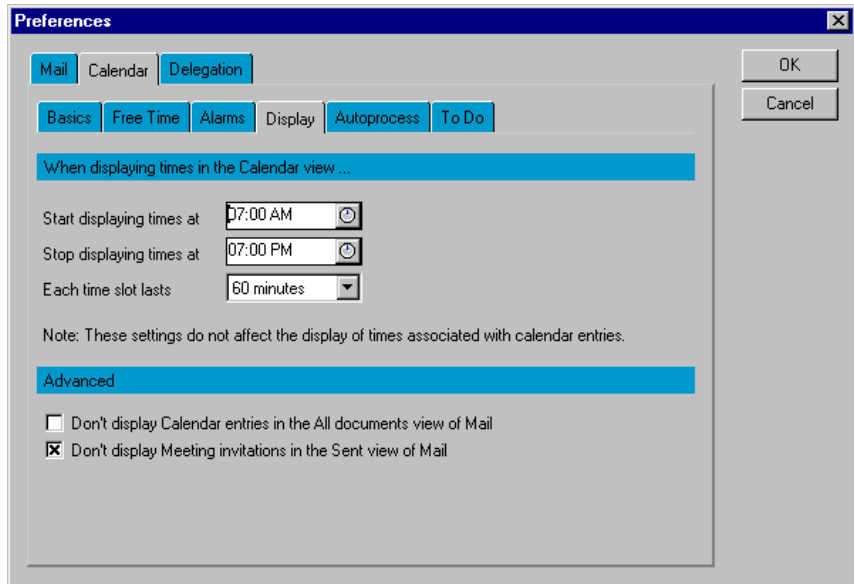 Preferences
Mail Calendar Delegation
OK
Cancel
Basics Free Time Alarms Display Autoprocess To Do
When displaying times in the Calendar view ...
Start displaying times at 07:00 AM
Stop displaying times at 07:00 PM
Each time slot lasts 60 minutes
Note: These settings do not affect the display of times associated with calendar entries.
Advanced
Don't display Calendar entries in the All documents view of Mail
Don't display Meeting invitations in the Sent view of Mail